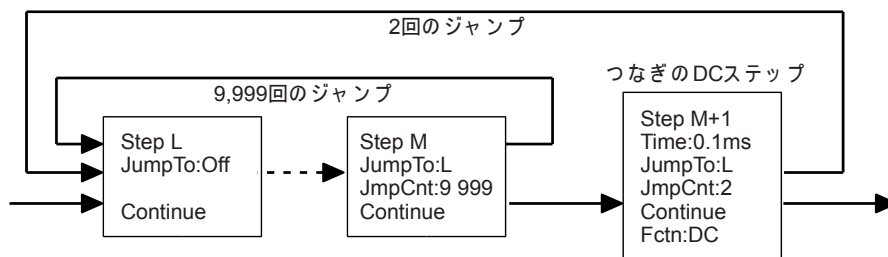 2回のジャンプ
9,999回のジャンプ
つなぎのDCステップ
Step L
JumpTo:Off
Continue
Step M
JumpTo:L
JmpCnt:9 999
Continue
Step M+1
Time:0.1ms
JumpTo:L
JmpCnt:2
Continue
Fctn:DC